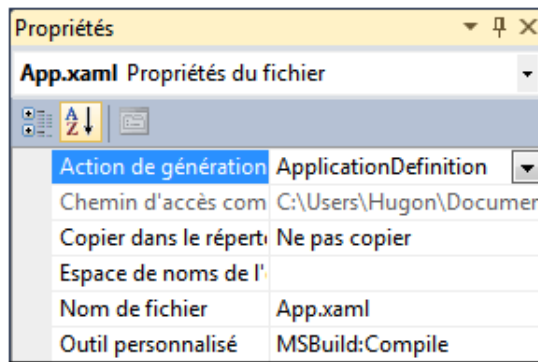 Propriétés
App.xaml Propriétés du fichier
A
Z
Action de génération ApplicationDefinition
Chemin d'accès com C:\Users\Hugon\Documer
Copier dans le réperto Ne pas copier
Espace de noms de l'
Nom de fichier App.xaml
Outil personnalisé MSBuild:Compile